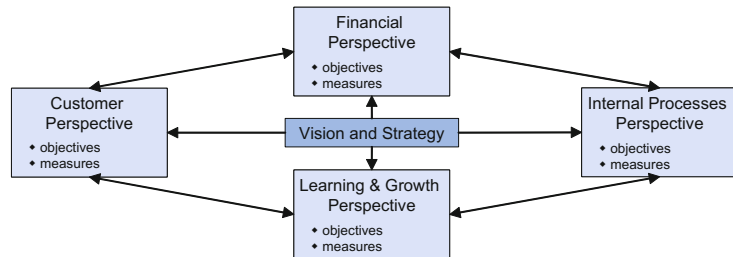 Financial
Perspective
◆ objectives
◆ measures
Customer
Perspective
◆ objectives
◆ measures
Vision and Strategy
Internal Processes
Perspective
◆ objectives
◆ measures
Learning & Growth
Perspective
◆ objectives
◆ measures